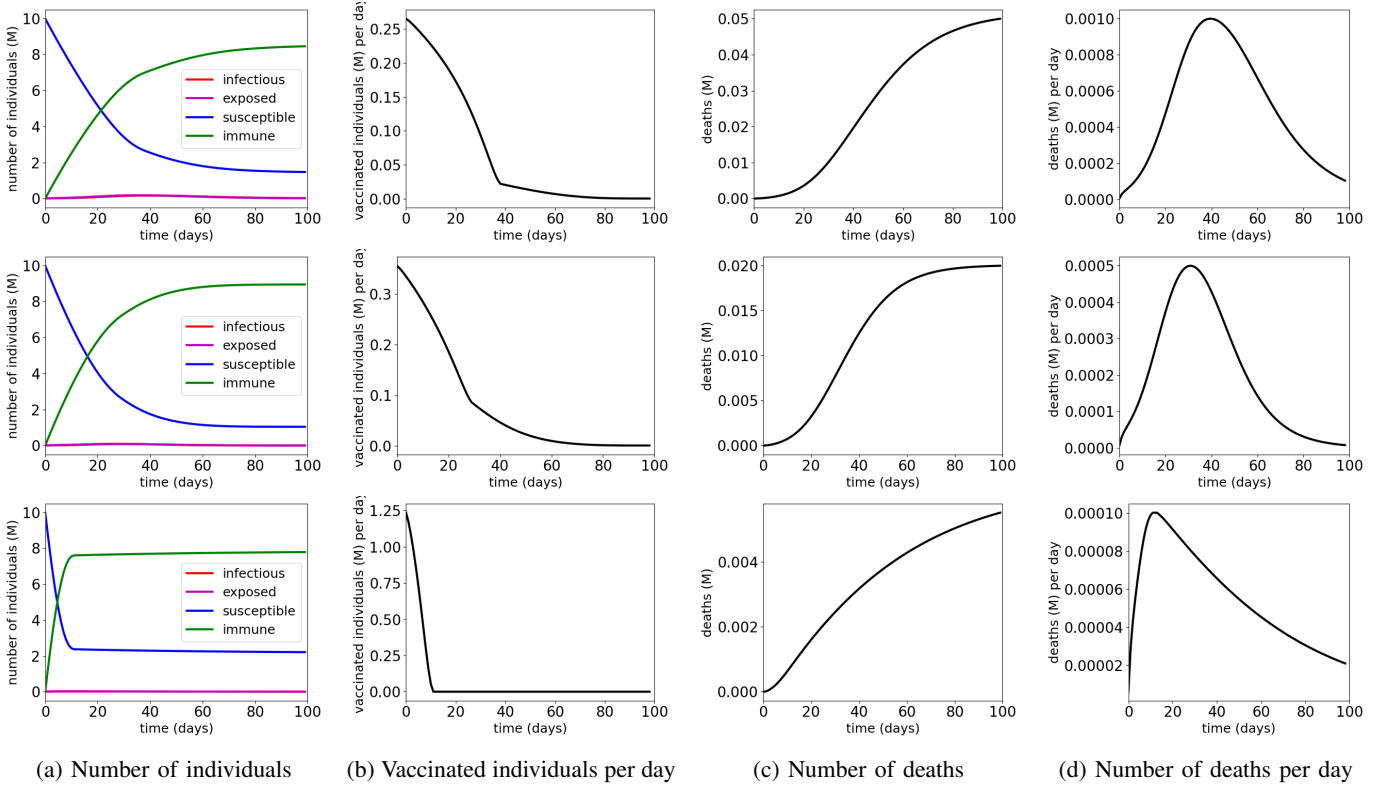 number of individuals (M)
10
8
6
4
2
0
infectious
exposed
susceptible
immune
0 20 40 60 80 100
time (days)
vaccinated individuals (M) per day
0.25
0.20
0.15
0.10
0.05
0.00
0 20 40 60 80 100
time (days)
deaths (M)
0.05
0.04
0.03
0.02
0.01
0.00
0 20 40 60 80 100
time (days)
deaths (M) per day
0.0010
0.0008
0.0006
0.0004
0.0002
0.0000
0 20 40 60 80 100
time (days)
number of individuals (M)
10
8
6
4
2
0
infectious
exposed
susceptible
immune
0 20 40 60 80 100
time (days)
vaccinated individuals (M) per day
0.3
0.2
0.1
0.0
0 20 40 60 80 100
time (days)
deaths (M)
0.020
0.015
0.010
0.005
0.000
0 20 40 60 80 100
time (days)
deaths (M) per day
0.0005
0.0004
0.0003
0.0002
0.0001
0.0000
0 20 40 60 80 100
time (days)
number of individuals (M)
10
8
6
4
2
0
infectious
exposed
susceptible
immune
0 20 40 60 80 100
time (days)
vaccinated individuals (M) per day
1.25
1.00
0.75
0.50
0.25
0.00
0 20 40 60 80 100
time (days)
deaths (M)
0.004
0.002
0.000
0 20 40 60 80 100
time (days)
deaths (M) per day
0.00010
0.00008
0.00006
0.00004
0.00002
0 20 40 60 80 100
time (days)
(a) Number of individuals
(b) Vaccinated individuals per day
(c) Number of deaths
(d) Number of deaths per day